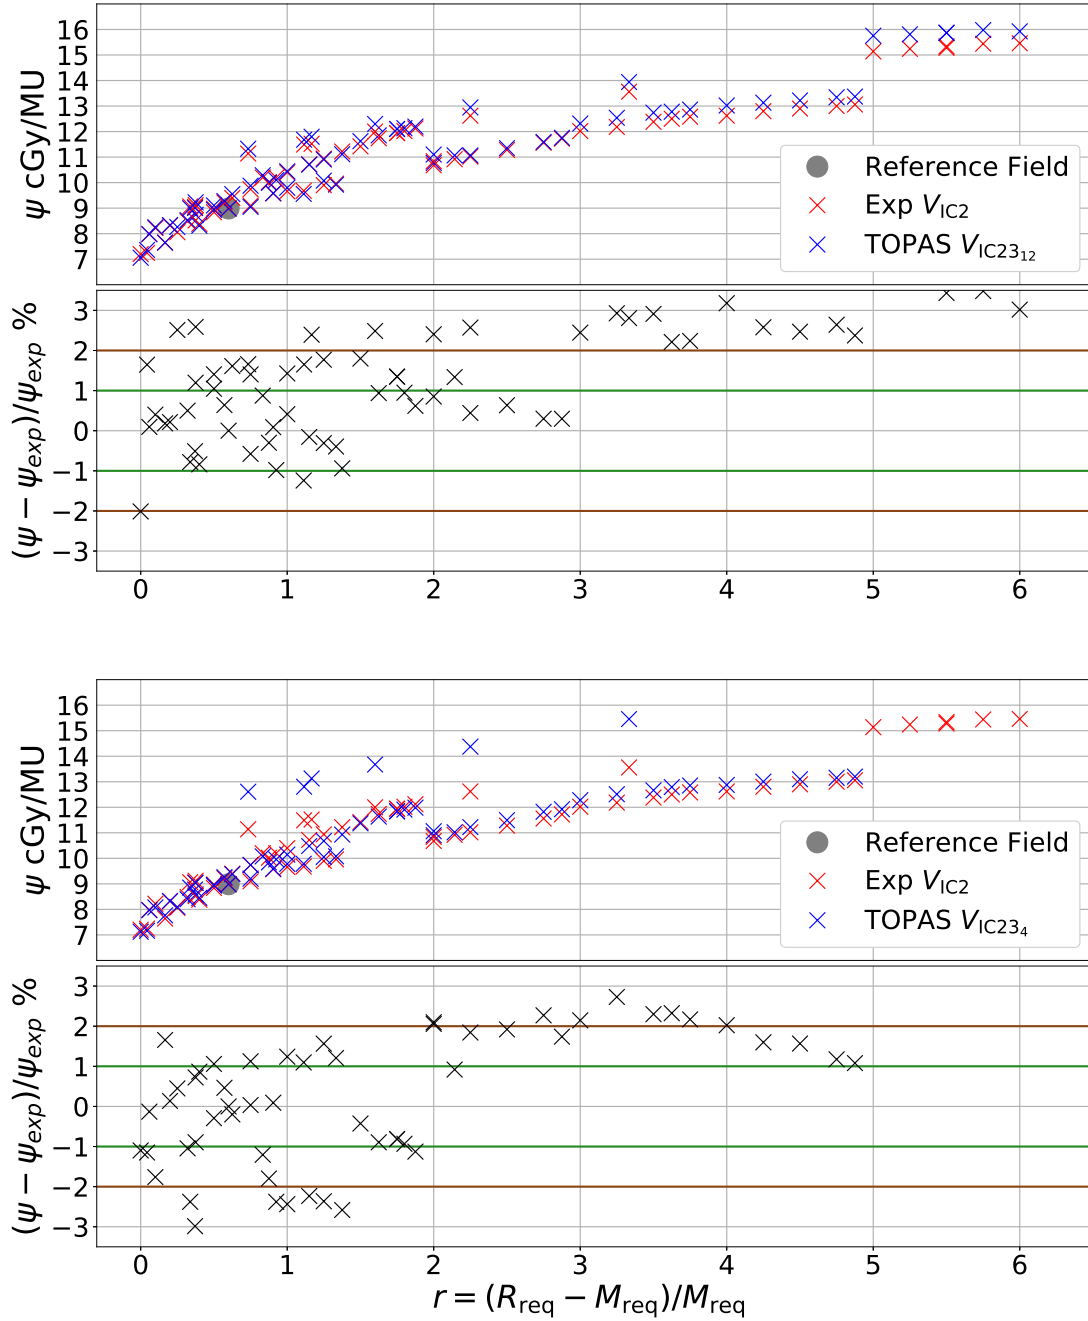 16
15
14
13
12
11
10
9
8
7
ψ cGy/MU
Reference Field
Exp V_IC2
TOPAS V_IC23_12
3
2
1
0
−1
−2
−3
(ψ − ψ_exp)/ψ_exp %
0 1 2 3 4 5 6
16
15
14
13
12
11
10
9
8
7
ψ cGy/MU
Reference Field
Exp V_IC2
TOPAS V_IC23_4
3
2
1
0
−1
−2
−3
(ψ − ψ_exp)/ψ_exp %
0 1 2 3 4 5 6
r = (R_req − M_req)/M_req